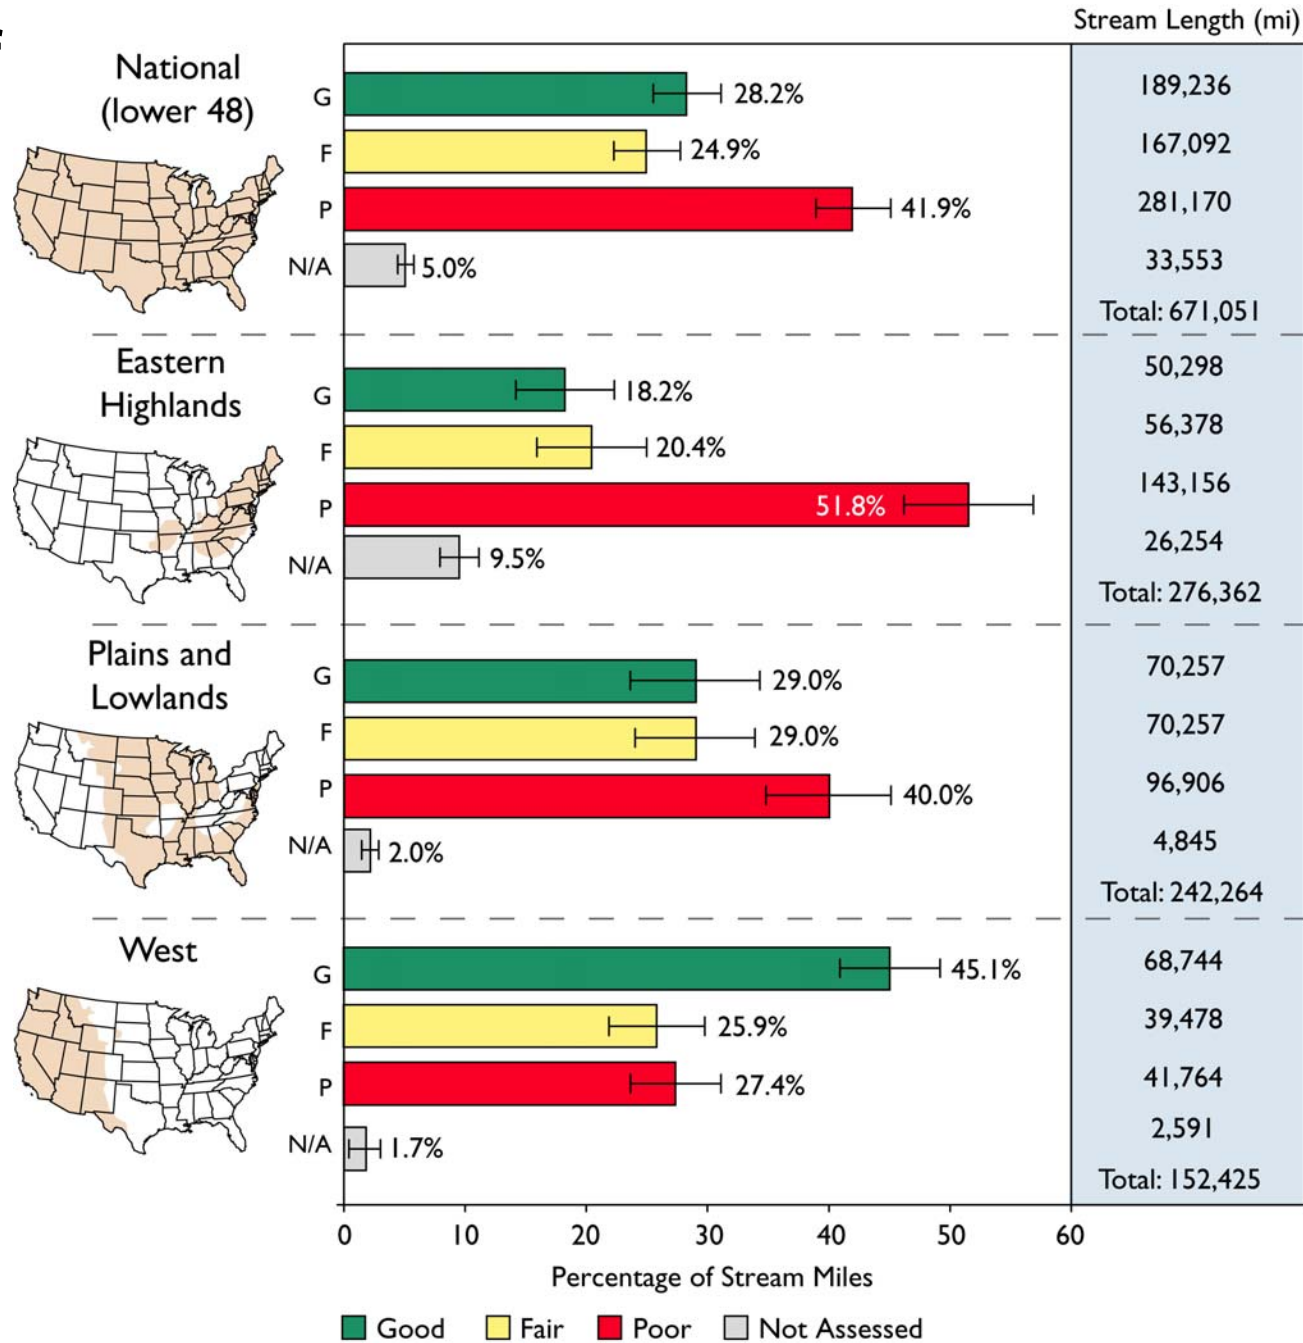 Stream Length (mi)
National
(lower 48)
G
28.2%
189,236
F
24.9%
167,092
P
41.9%
281,170
N/A
5.0%
33,553
Total: 671,051
Eastern
Highlands
G
18.2%
50,298
F
20.4%
56,378
P
51.8%
143,156
N/A
9.5%
26,254
Total: 276,362
Plains and
Lowlands
G
29.0%
70,257
F
29.0%
70,257
P
40.0%
96,906
N/A
2.0%
4,845
Total: 242,264
West
G
45.1%
68,744
F
25.9%
39,478
P
27.4%
41,764
N/A
1.7%
2,591
Total: 152,425
0 10 20 30 40 50 60
Percentage of Stream Miles
Good Fair Poor Not Assessed